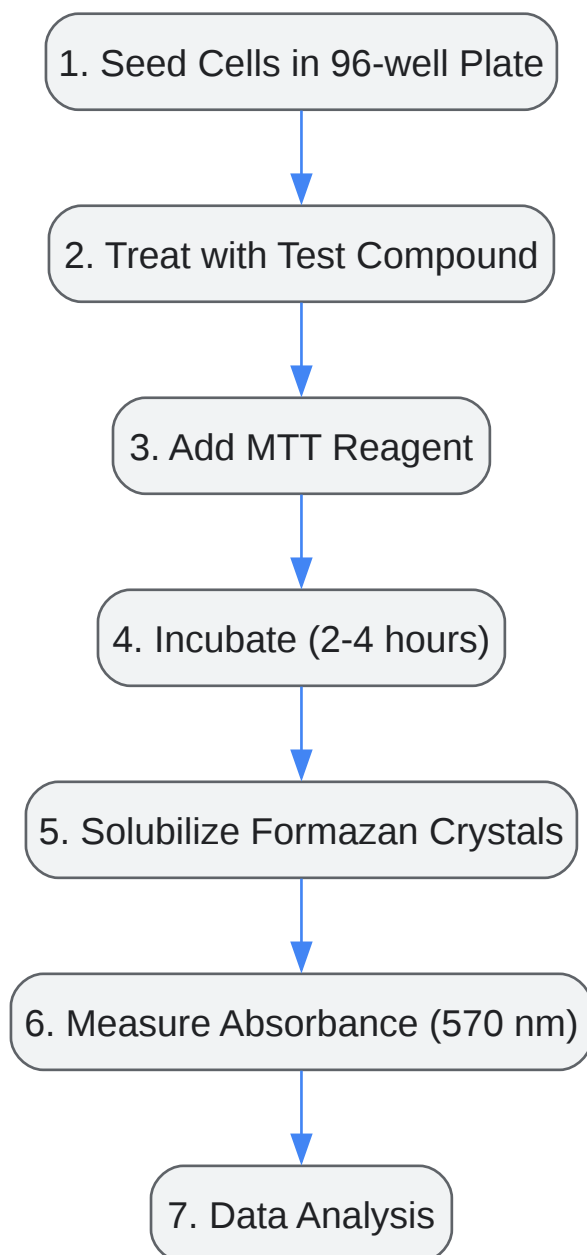 1. Seed Cells in 96-well Plate
2. Treat with Test Compound
3. Add MTT Reagent
4. Incubate (2-4 hours)
5. Solubilize Formazan Crystals
6. Measure Absorbance (570 nm)
7. Data Analysis